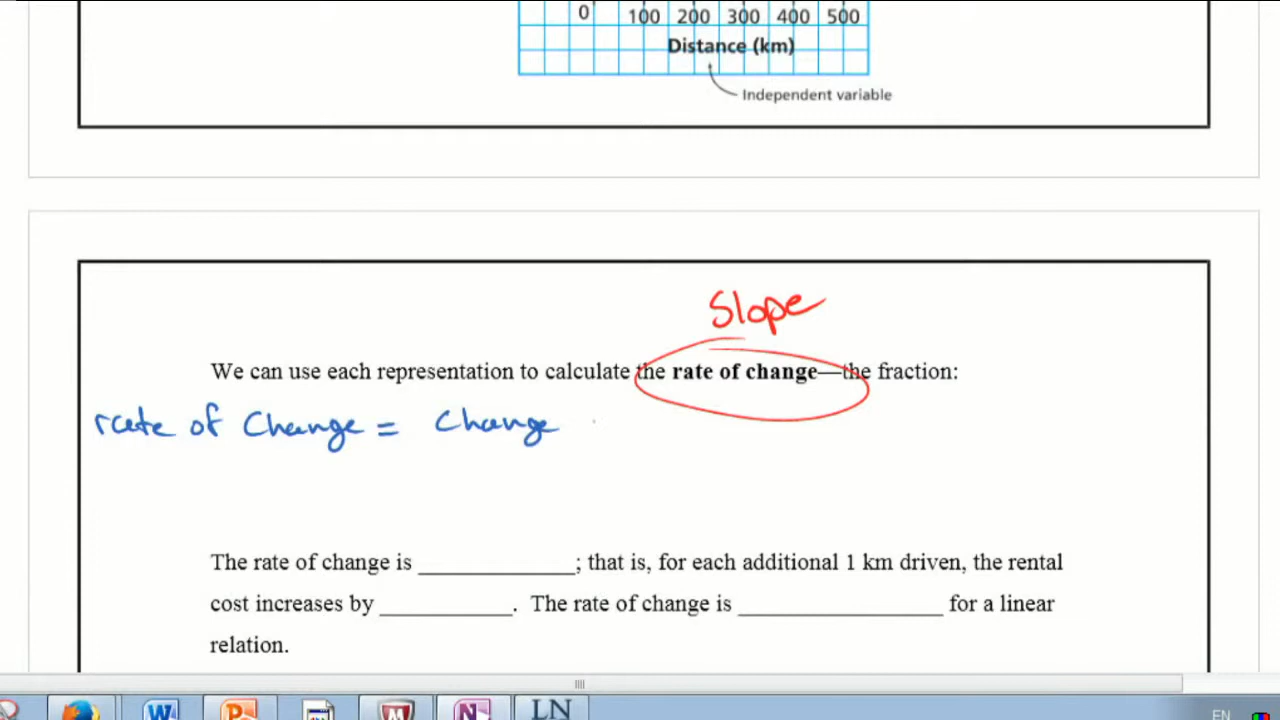 0 100 200 300 400 500
Distance (km)
Independent variable
Slope
We can use each representation to calculate the rate of change—the fraction:
rate of Change = Change
The rate of change is _____________; that is, for each additional 1 km driven, the rental
cost increases by ___________. The rate of change is _________________ for a linear
relation.
LN
EN